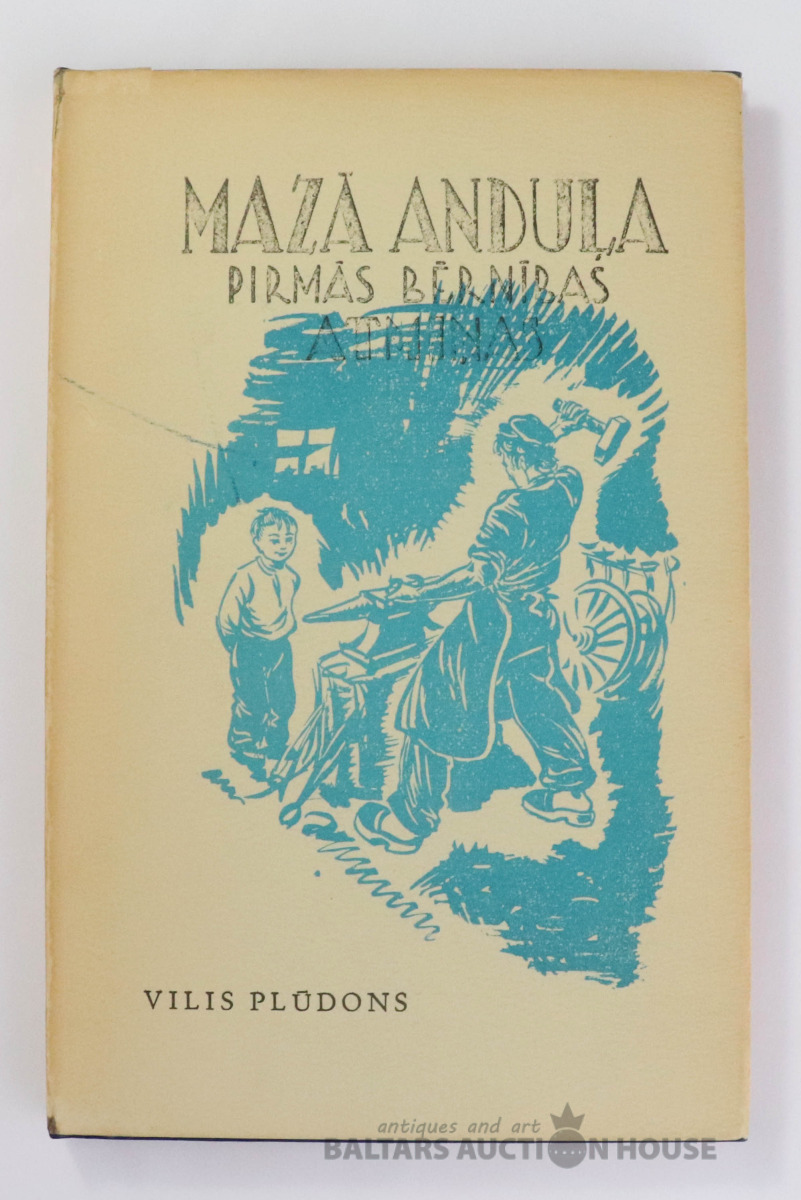 MAZĀ ANDUĻA
PIRMĀS BĒRNĪBAS
ATMIŅAS
VILIS PLŪDONS
antiques and art
BALTARS AUCTION HOUSE